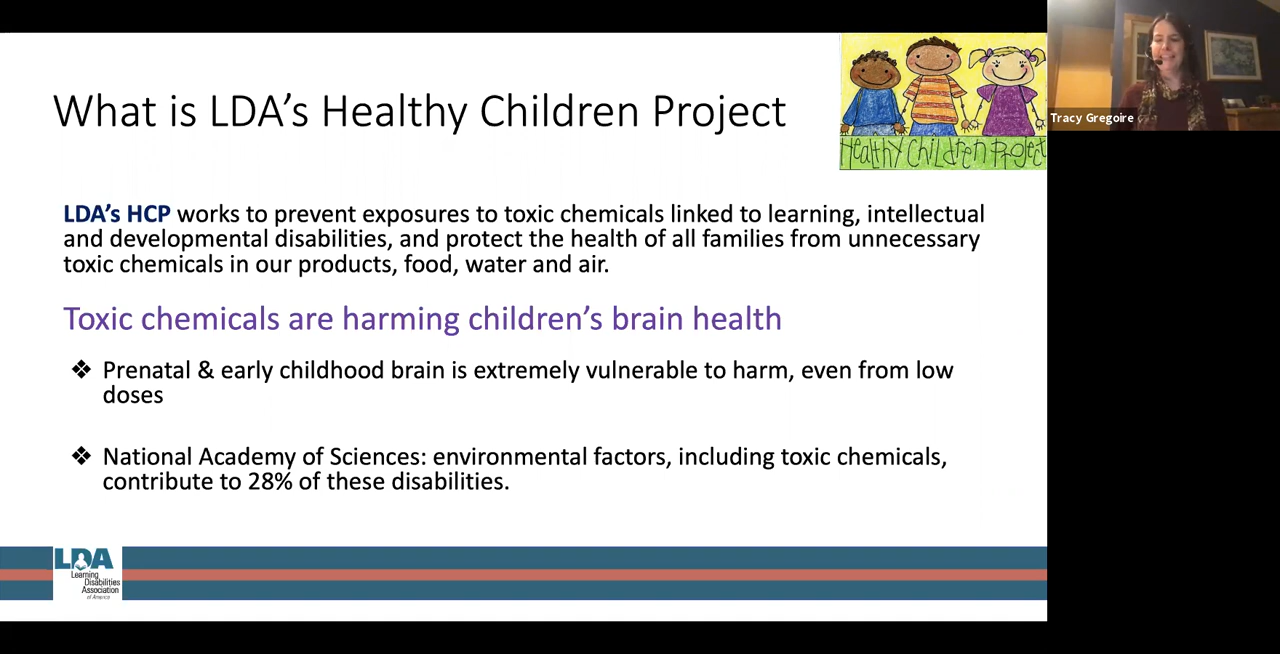 What is LDA's Healthy Children Project
Healthy Children Project
Tracy Gregoire
LDA's HCP works to prevent exposures to toxic chemicals linked to learning, intellectual
and developmental disabilities, and protect the health of all families from unnecessary
toxic chemicals in our products, food, water and air.
Toxic chemicals are harming children's brain health
❖ Prenatal & early childhood brain is extremely vulnerable to harm, even from low
doses
❖ National Academy of Sciences: environmental factors, including toxic chemicals,
contribute to 28% of these disabilities.
LDA
Learning
Disabilities
Association
of America